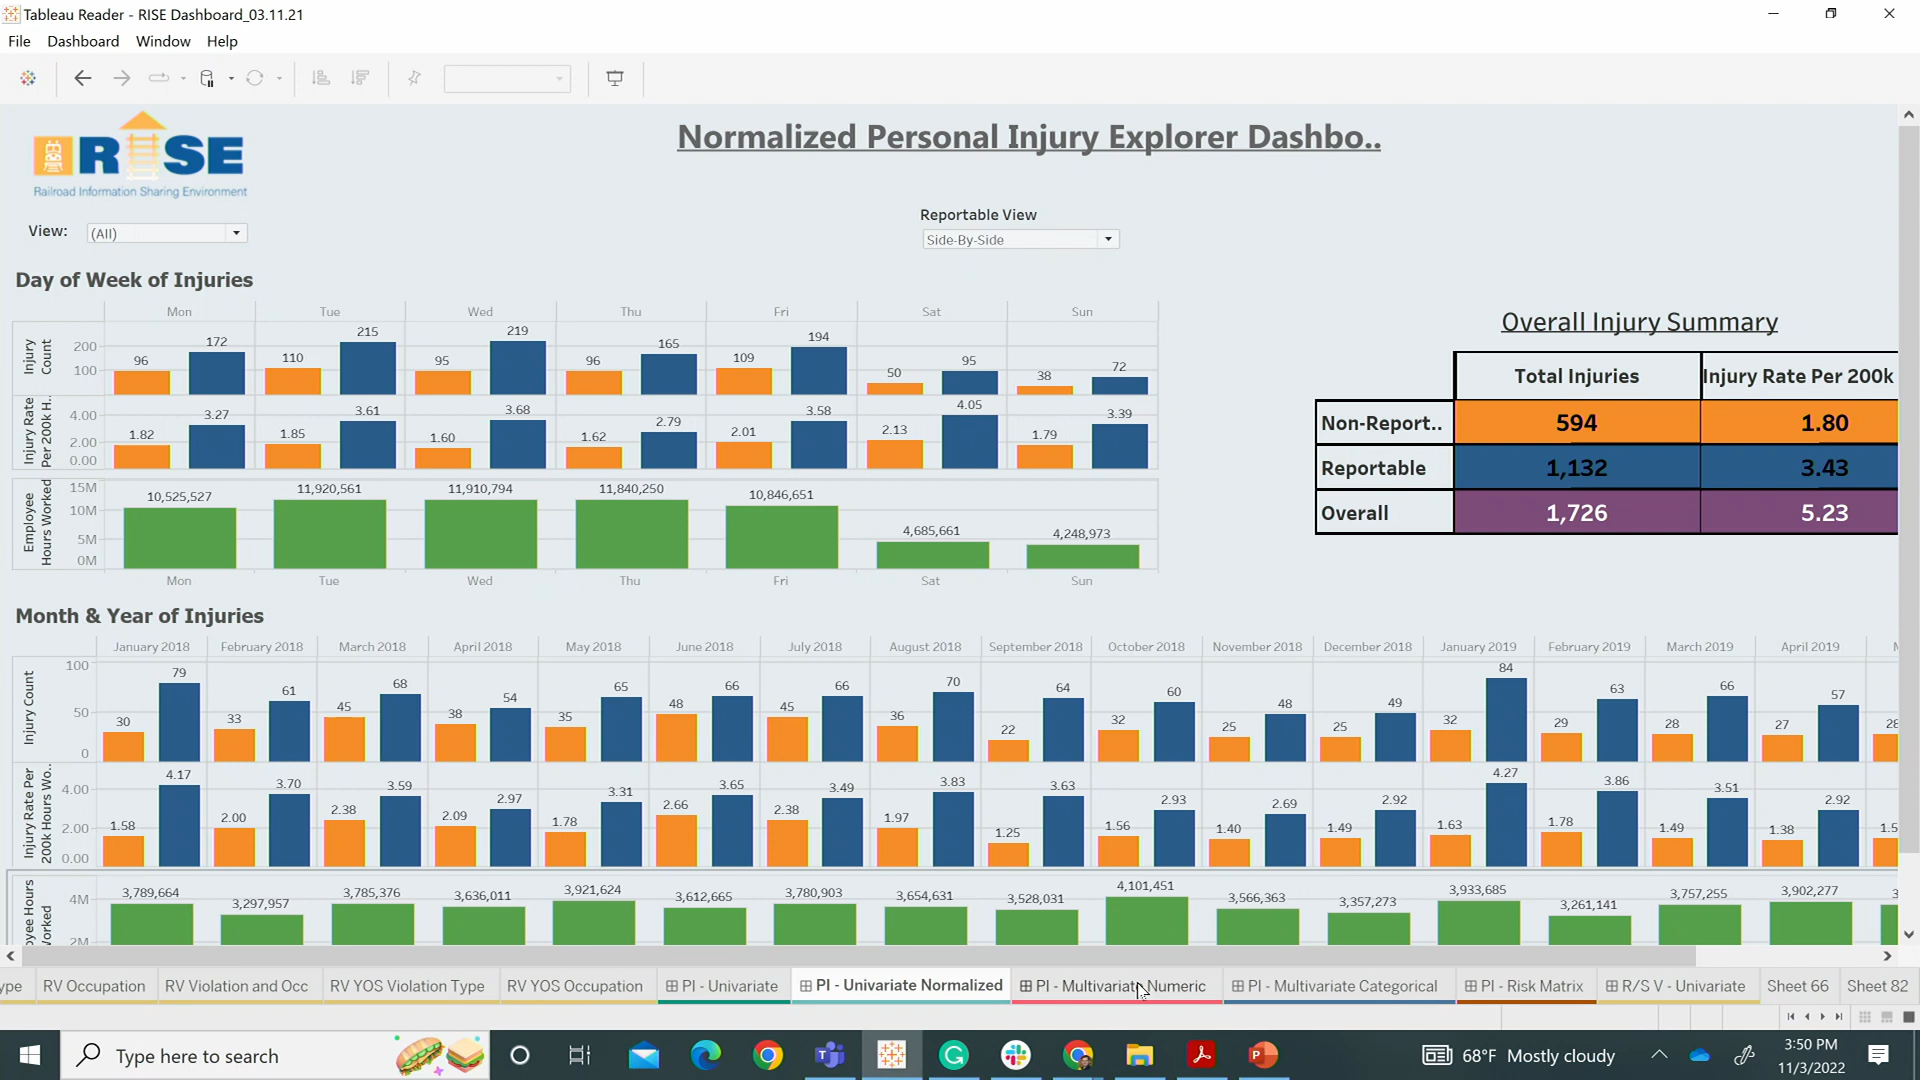 Tableau Reader - RISE Dashboard_03.11.21
File Dashboard Window Help
RISE
Railroad Information Sharing Environment
Normalized Personal Injury Explorer Dashbo..
View: (All)
Reportable View
Side-By-Side
Day of Week of Injuries
Mon Tue Wed Thu Fri Sat Sun
Injury Count
200
100
96 172 110 215 95 219 96 165 109 194 50 95 38 72
Injury Rate Per 200k H..
4.00
2.00
0.00
1.82 3.27 1.85 3.61 1.60 3.68 1.62 2.79 2.01 3.58 2.13 4.05 1.79 3.39
Employee Hours Worked
15M
10M
5M
0M
10,525,527 11,920,561 11,910,794 11,840,250 10,846,651 4,685,661 4,248,973
Mon Tue Wed Thu Fri Sat Sun
Overall Injury Summary
Total Injuries Injury Rate Per 200k
Non-Report.. 594 1.80
Reportable 1,132 3.43
Overall 1,726 5.23
Month & Year of Injuries
January 2018 February 2018 March 2018 April 2018 May 2018 June 2018 July 2018 August 2018 September 2018 October 2018 November 2018 December 2018 January 2019 February 2019 March 2019 April 2019
Injury Count
100
50
0
30 79 33 61 45 68 38 54 35 65 48 66 45 66 36 70 22 64 32 60 25 48 25 49 32 84 29 63 28 66 27 57 28
Injury Rate Per 200k Hours Wo..
4.00
2.00
0.00
1.58 4.17 2.00 3.70 2.38 3.59 2.09 2.97 1.78 3.31 2.66 3.65 2.38 3.49 1.97 3.83 1.25 3.63 1.56 2.93 1.40 2.69 1.49 2.92 1.63 4.27 1.78 3.86 1.49 3.51 1.38 2.92 1.5
oyee Hours Worked
4M
2M
3,789,664 3,297,957 3,785,376 3,636,011 3,921,624 3,612,665 3,780,903 3,654,631 3,528,031 4,101,451 3,566,363 3,357,273 3,933,685 3,261,141 3,757,255 3,902,277 3
ype RV Occupation RV Violation and Occ RV YOS Violation Type RV YOS Occupation PI - Univariate PI - Univariate Normalized PI - Multivariate Numeric PI - Multivariate Categorical PI - Risk Matrix R/S V - Univariate Sheet 66 Sheet 82
Type here to search
68°F Mostly cloudy
3:50 PM
11/3/2022